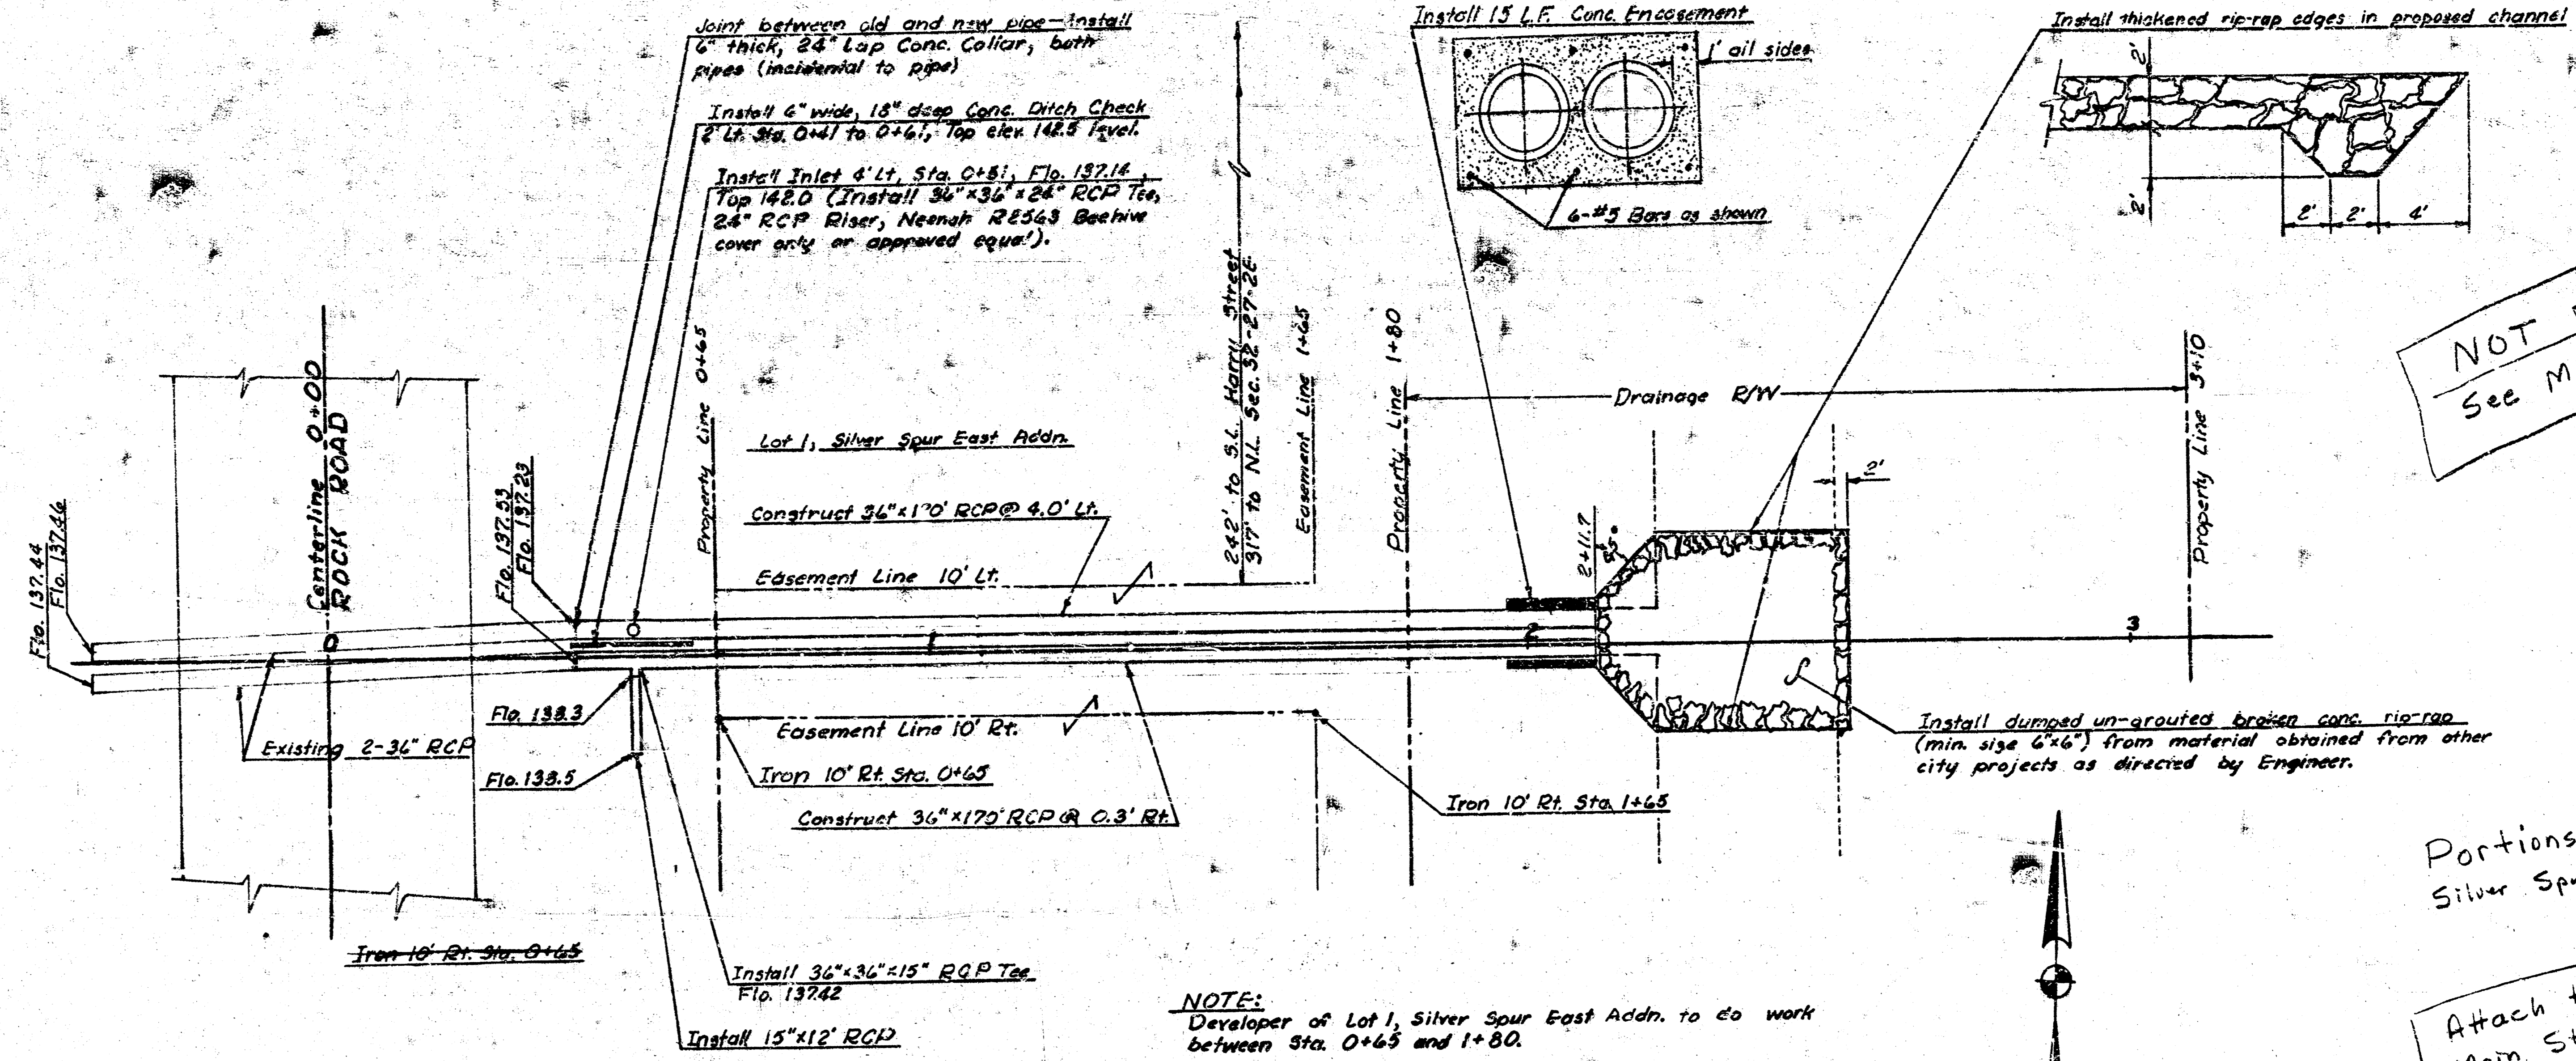 Joint between old and new pipe—Install
6" thick, 24" Lap Conc. Collar, both
pipes (incidental to pipe)
Install 6" wide, 18" deep Conc. Ditch Check
2' Lt. Sta. 0+41 to 0+61, Top elev. 142.5 level.
Install Inlet 4' Lt, Sta. 0+51, Flo. 137.14,
Top 142.0 (Install 36"x36"x24" RCP Tee,
24" RCP Riser, Neenah R2563 Beehive
cover only or approved equal).
Install 15 L.F. Conc. Encasement
1' all sides
6-#5 Bars as shown
Install thickened rip-rap edges in proposed channel
2'
2'
2'
2'
4'
NOT
See M
Centerline 0+00
ROCK ROAD
Property Line 0+65
242' to S.L. Harry Street
317' to N.L. Sec. 32-27-2E
Easement Line 1+65
Property Line 1+80
Drainage R/W
Property Line 3+10
Lot 1, Silver Spur East Addn.
Construct 36"x170' RCP @ 4.0' Lt.
Easement Line 10' Lt.
Flo. 137.44
Flo. 137.46
Flo. 137.53
Flo. 137.23
2+11.7
2'
0
1
2
3
Existing 2-36" RCP
Flo. 138.3
Flo. 138.5
Easement Line 10' Rt.
Iron 10' Rt. Sta. 0+65
Construct 36"x170' RCP @ 0.3' Rt.
Iron 10' Rt. Sta. 1+65
Install dumped un-grouted broken conc. rip-rap
(min. size 6"x6") from material obtained from other
city projects as directed by Engineer.
Portions
Silver Sp
Iron 10' Rt. Sta. 0+65
Install 36"x36"x15" RCP Tee
Flo. 137.42
Install 15"x12' RCP
NOTE:
Developer of Lot 1, Silver Spur East Addn. to do work
between Sta. 0+65 and 1+80.
Attach